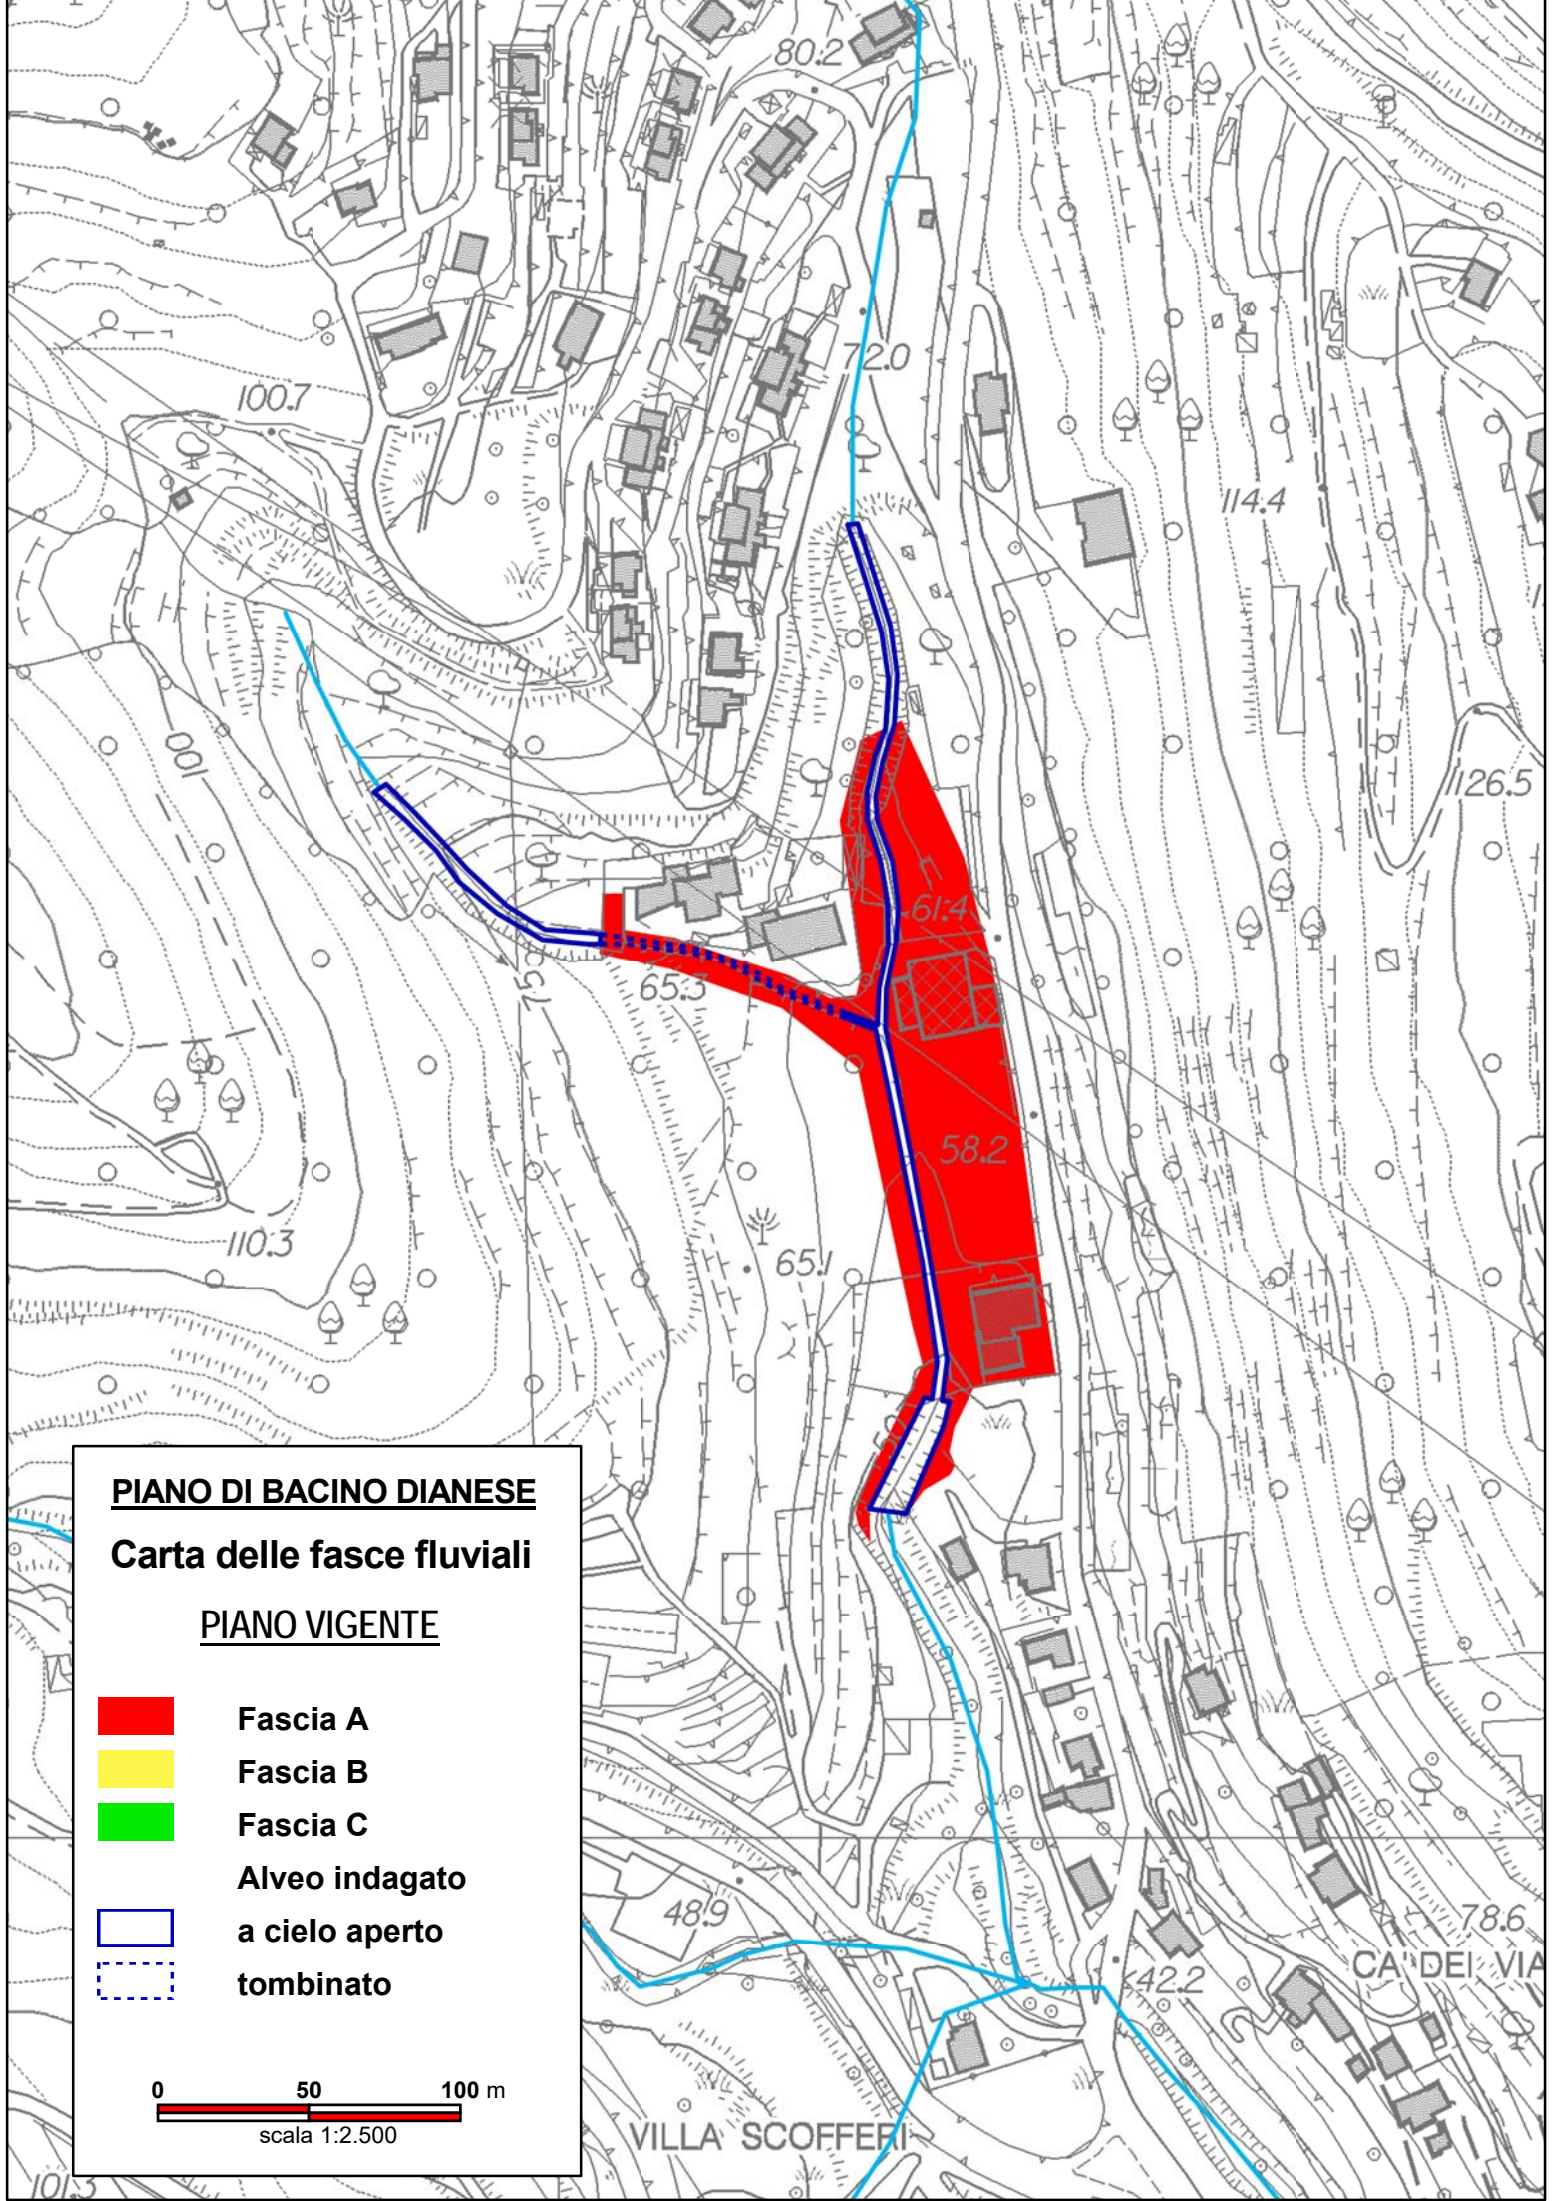 80.2
72.0
100.7
114.4
100
126.5
61.4
75
65.3
58.2
110.3
65.1
50
PIANO DI BACINO DIANESE
Carta delle fasce fluviali
PIANO VIGENTE
Fascia A
Fascia B
Fascia C
Alveo indagato
a cielo aperto
tombinato
0 50 100 m
scala 1:2.500
48.9
78.6
CA' DEI VIA
42.2
VILLA SCOFFERI
101.3